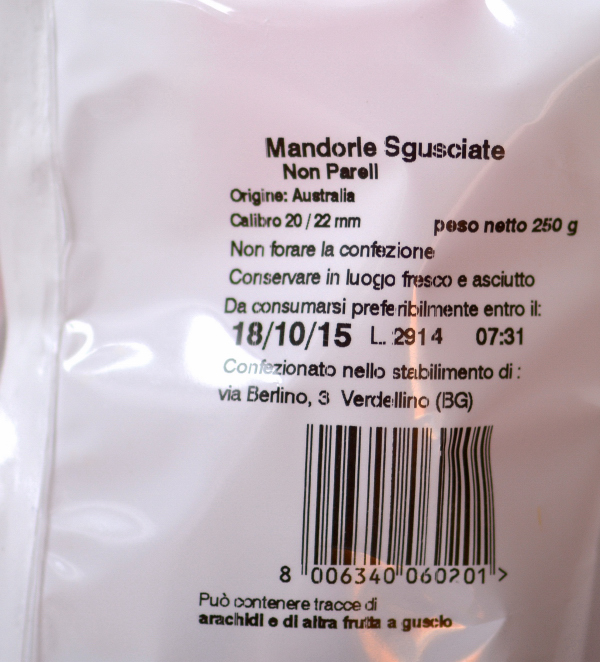 Mandorle Sgusciate
Non Parell
Origine: Australia
Calibro 20 / 22 mm peso netto 250 g
Non forare la confezione
Conservare in luogo fresco e asciutto
Da consumarsi preferibilmente entro il:
18/10/15 L. 2914 07:31
Confezionato nello stabilimento di :
via Berlino, 3 Verdellino (BG)
8 006340 060201 >
Può contenere tracce di
arachidi e di altra frutta a guscio